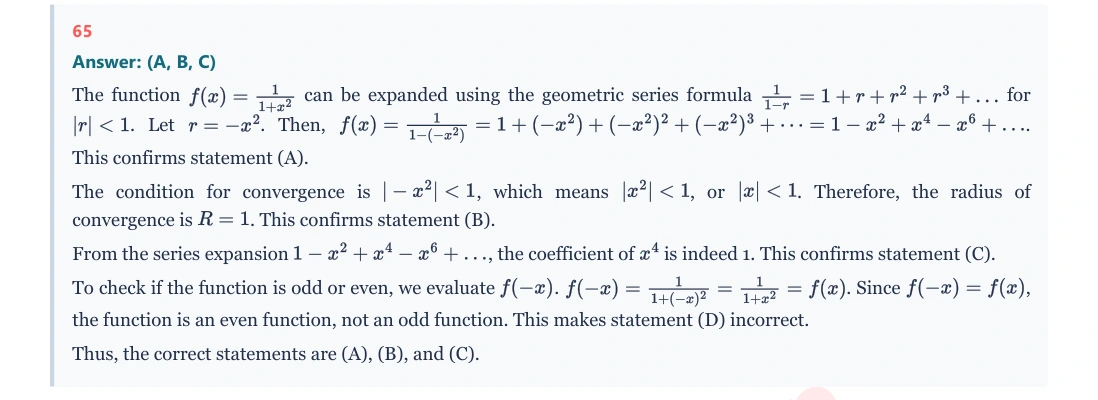 65
Answer: (A, B, C)
The function f(x) = 1/(1+x²) can be expanded using the geometric series formula 1/(1−r) = 1 + r + r² + r³ + … for
|r| < 1. Let r = −x². Then, f(x) = 1/(1−(−x²)) = 1 + (−x²) + (−x²)² + (−x²)³ + ⋯ = 1 − x² + x⁴ − x⁶ + ….
This confirms statement (A).
The condition for convergence is | − x²| < 1, which means |x²| < 1, or |x| < 1. Therefore, the radius of
convergence is R = 1. This confirms statement (B).
From the series expansion 1 − x² + x⁴ − x⁶ + …, the coefficient of x⁴ is indeed 1. This confirms statement (C).
To check if the function is odd or even, we evaluate f(−x). f(−x) = 1/(1+(−x)²) = 1/(1+x²) = f(x). Since f(−x) = f(x),
the function is an even function, not an odd function. This makes statement (D) incorrect.
Thus, the correct statements are (A), (B), and (C).